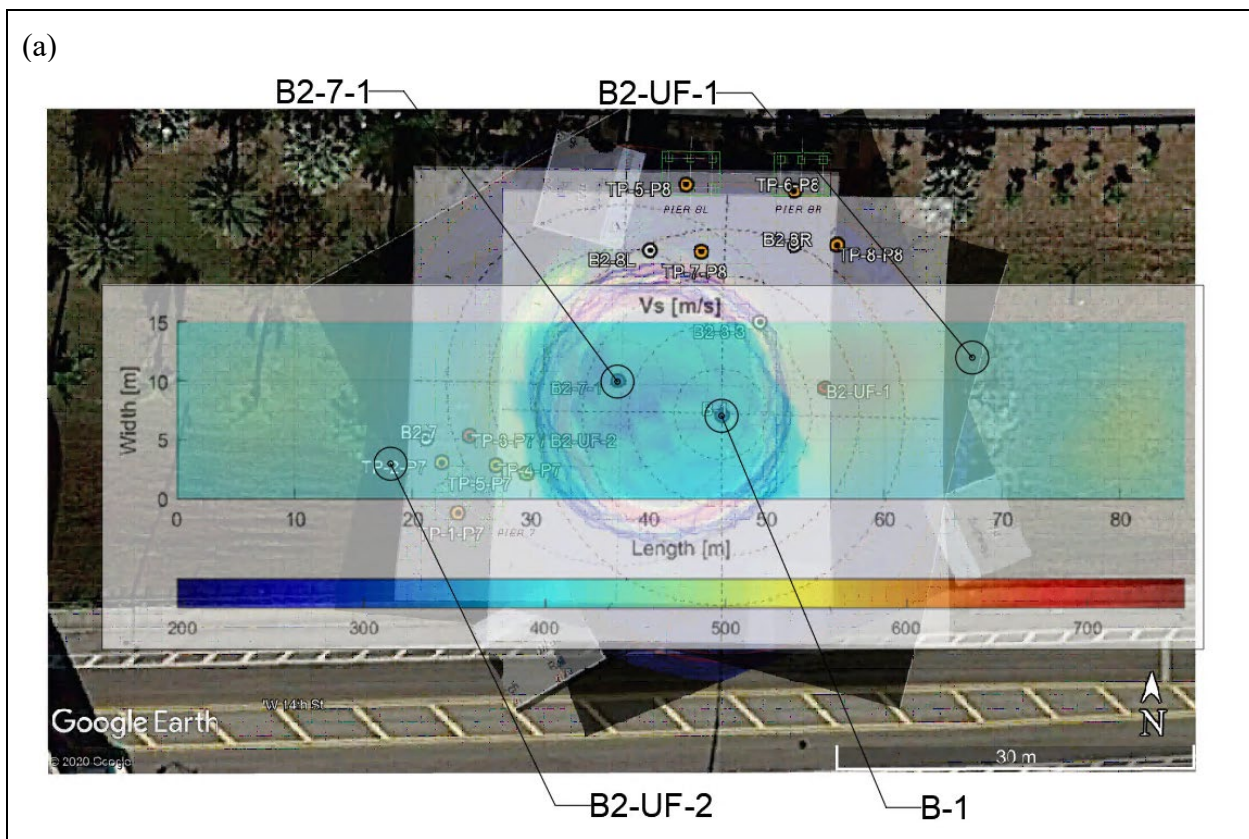 (a)
B2-7-1
B2-UF-1
TP-5-P8
TP-6-P8
PIER 8L
PIER 8R
B2-8L
TP-7-P8
B2-8R
TP-8-P8
Vs [m/s]
B2-3-3
B2-7-1
B2-UF-1
B2-7
TP-3-P7 / B2-UF-2
TP-2-P7
TP-4-P7
TP-5-P7
TP-1-P7
PIER 7
Width [m]
15
10
5
0
0 10 20 30 40 50 60 70 80
Length [m]
200 300 400 500 600 700
W 14th St
Google Earth
© 2020 Google
N
30 m
B2-UF-2
B-1